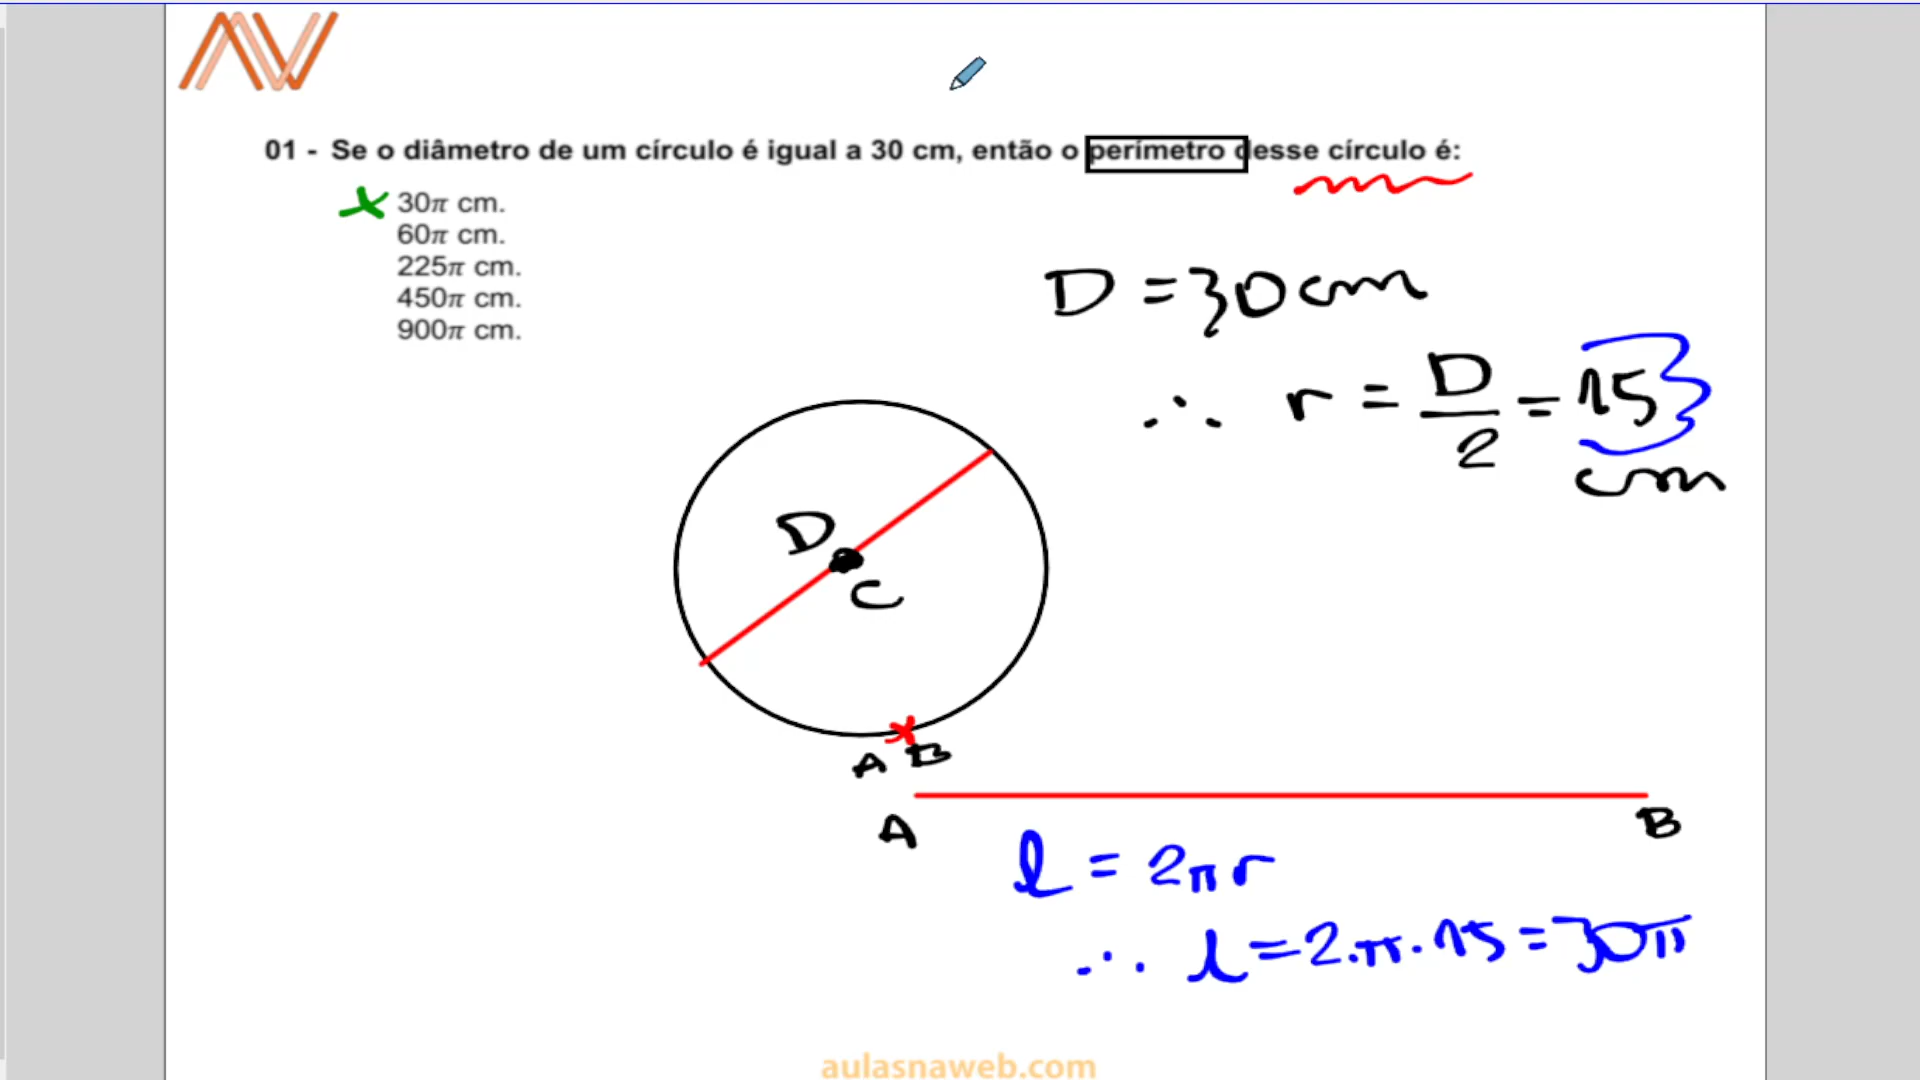 01 - Se o diâmetro de um círculo é igual a 30 cm, então o perímetro desse círculo é:
30π cm.
60π cm.
225π cm.
450π cm.
900π cm.
D = 30 cm
∴ r = D/2 = 15
cm
D
C
A B
A B
l = 2πr
∴ l = 2.π.15 = 30π
aulasnaweb.com